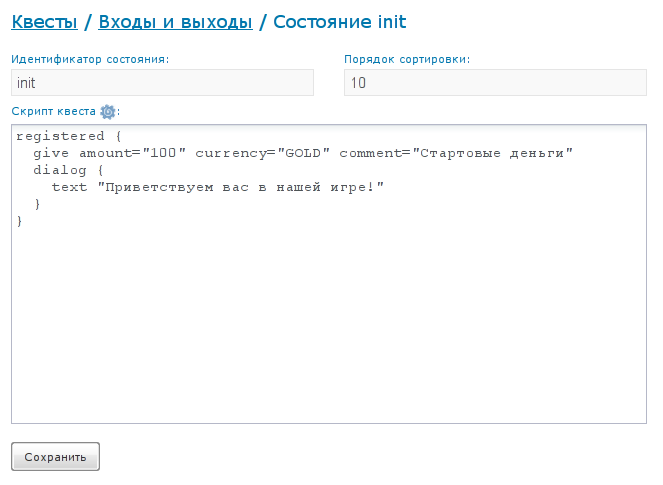 Квесты / Входы и выходы / Состояние init
Идентификатор состояния: Порядок сортировки:
init 10
Скрипт квеста :
registered {
  give amount="100" currency="GOLD" comment="Стартовые деньги"
  dialog {
    text "Приветствуем вас в нашей игре!"
  }
}
Сохранить